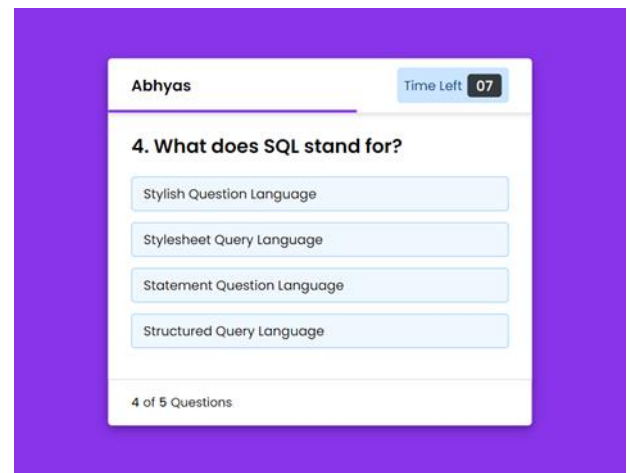 Abhyas
Time Left 07
4. What does SQL stand for?
Stylish Question Language
Stylesheet Query Language
Statement Question Language
Structured Query Language
4 of 5 Questions